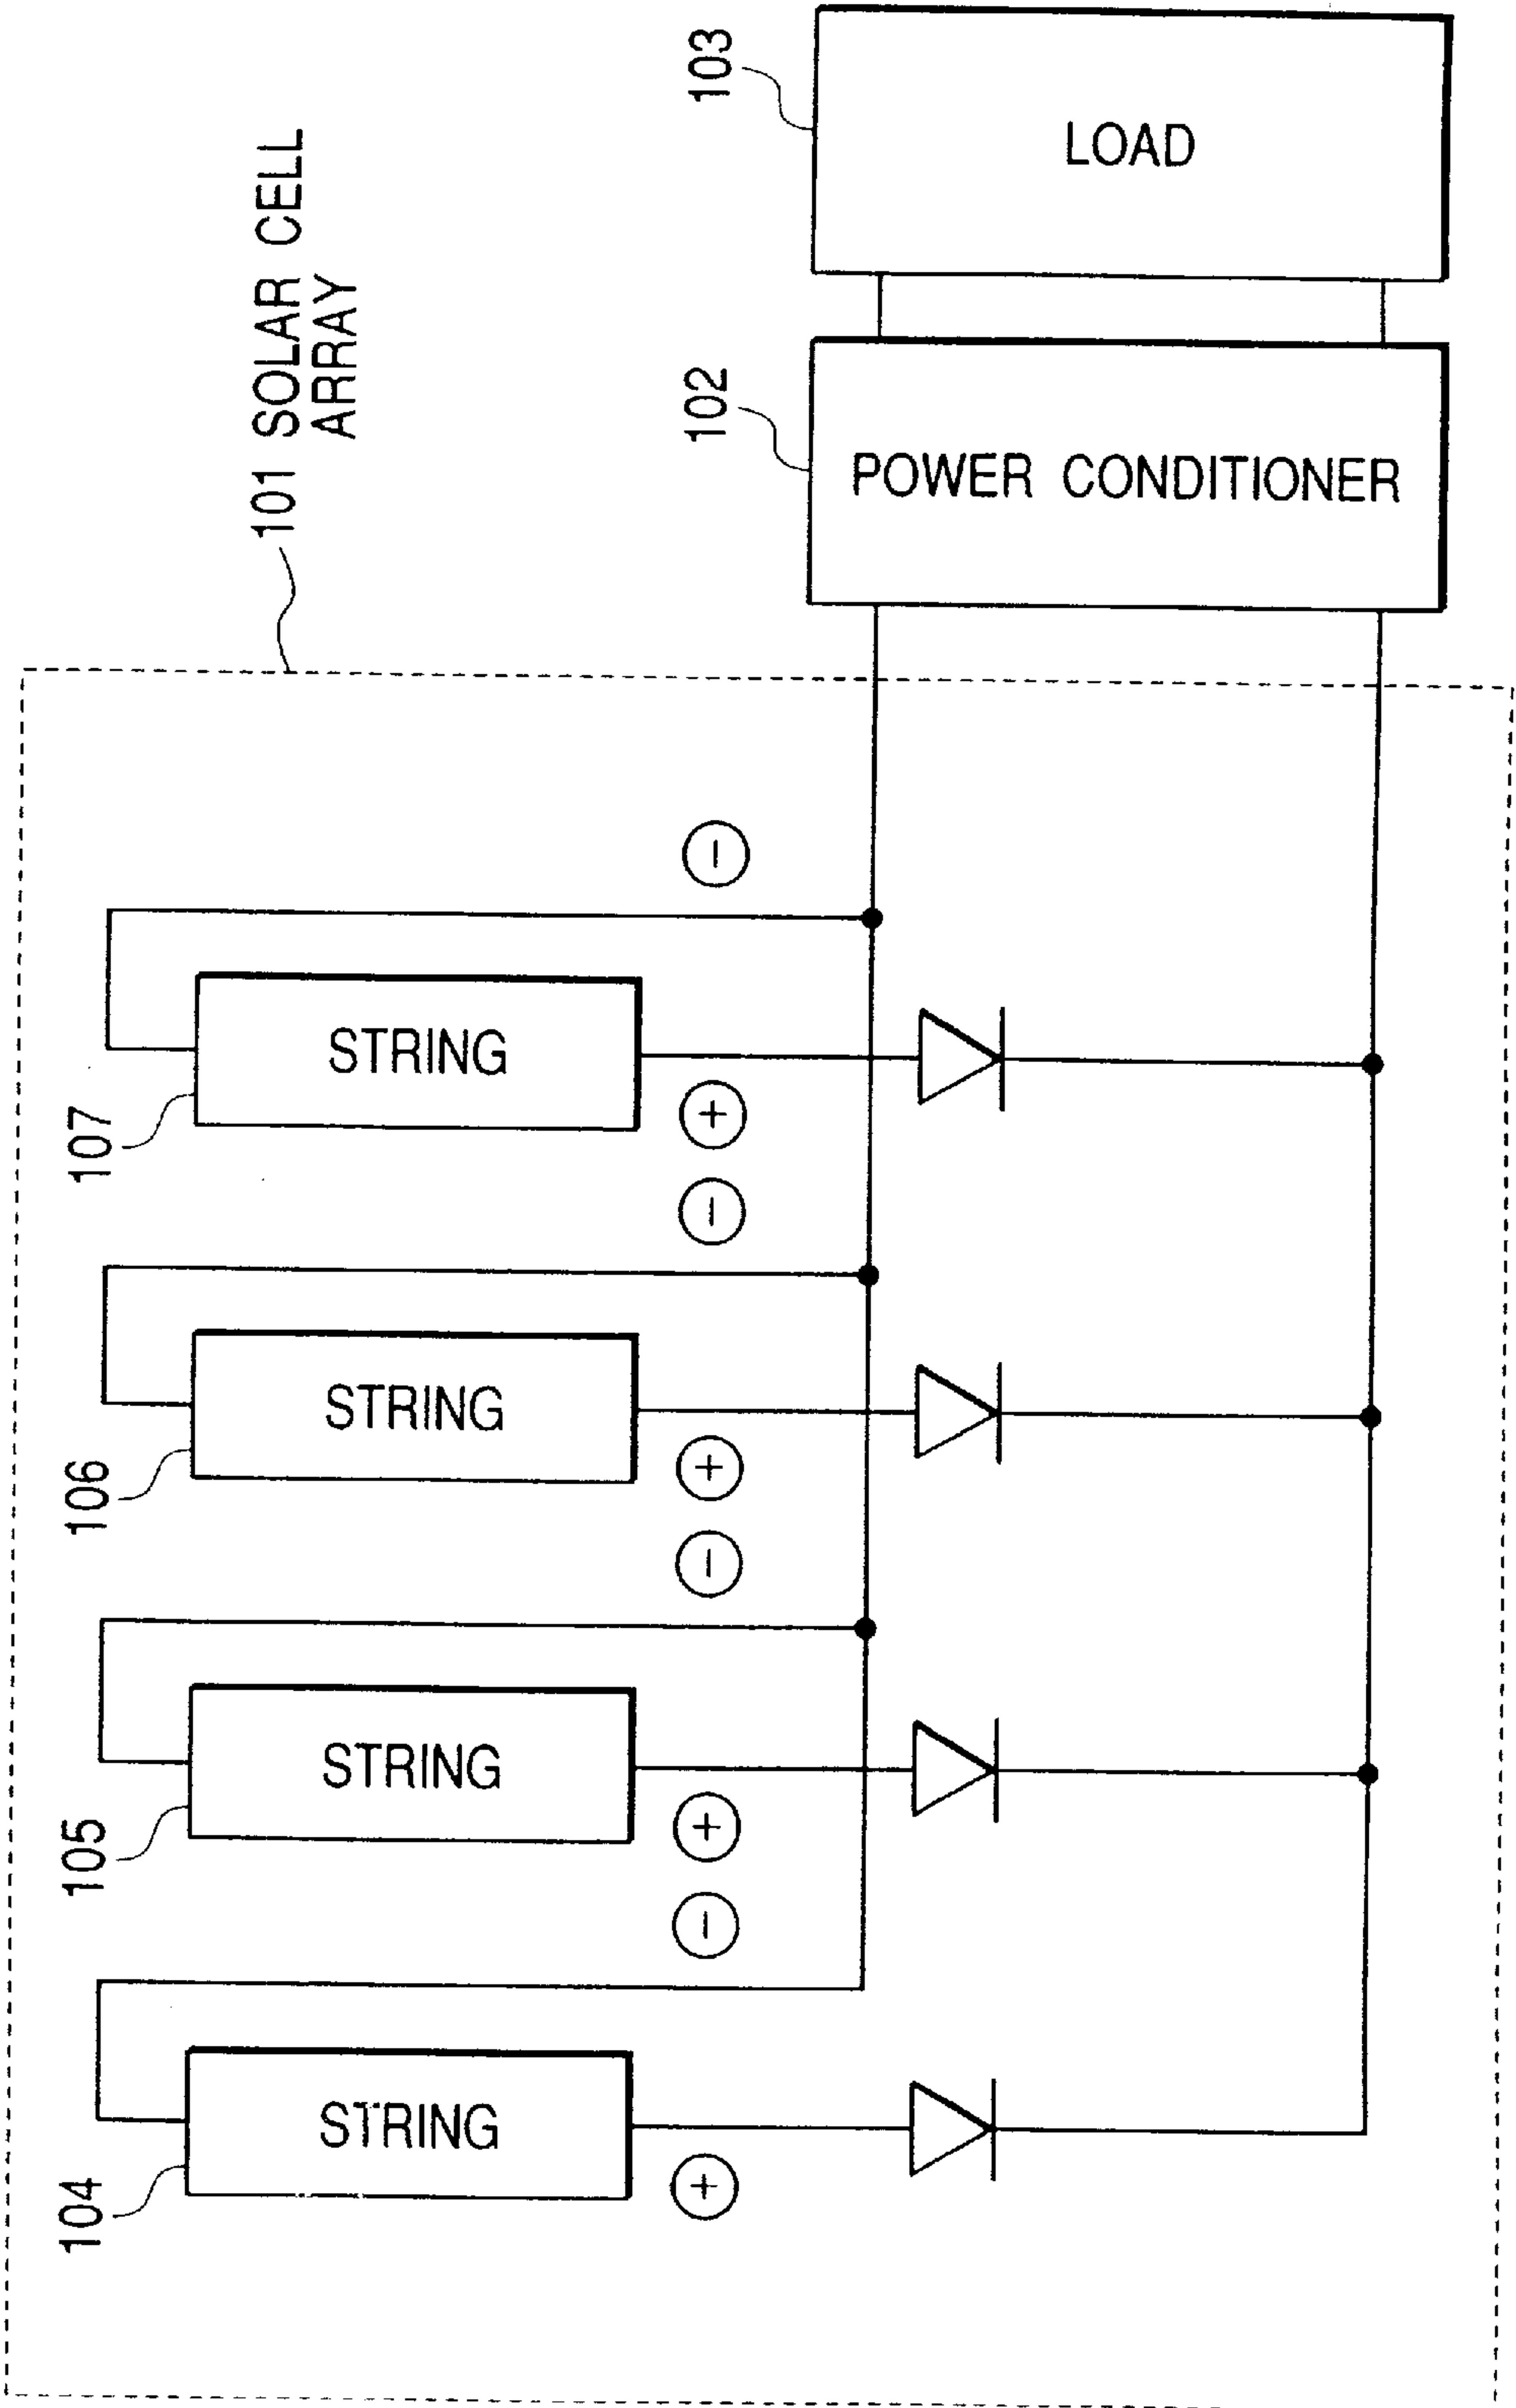 103
LOAD
101 SOLAR CELL
ARRAY
102
POWER CONDITIONER
−
107
STRING
+
−
106
STRING
+
−
105
STRING
+
−
104
STRING
+